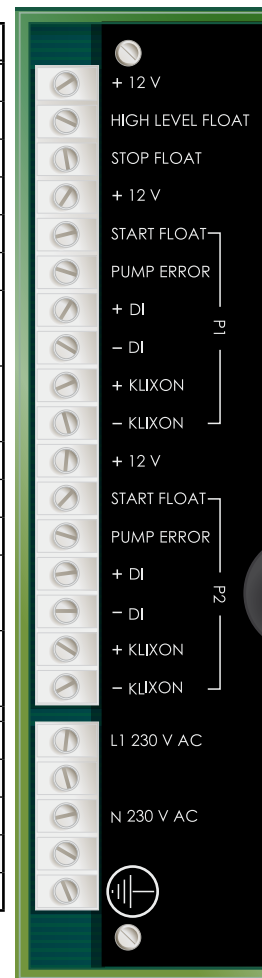 + 12 V
HIGH LEVEL FLOAT
STOP FLOAT
+ 12 V
START FLOAT
PUMP ERROR
+ DI
− DI
+ KLIXON
− KLIXON
P1
+ 12 V
START FLOAT
PUMP ERROR
+ DI
− DI
+ KLIXON
− KLIXON
P2
L1 230 V AC
N 230 V AC